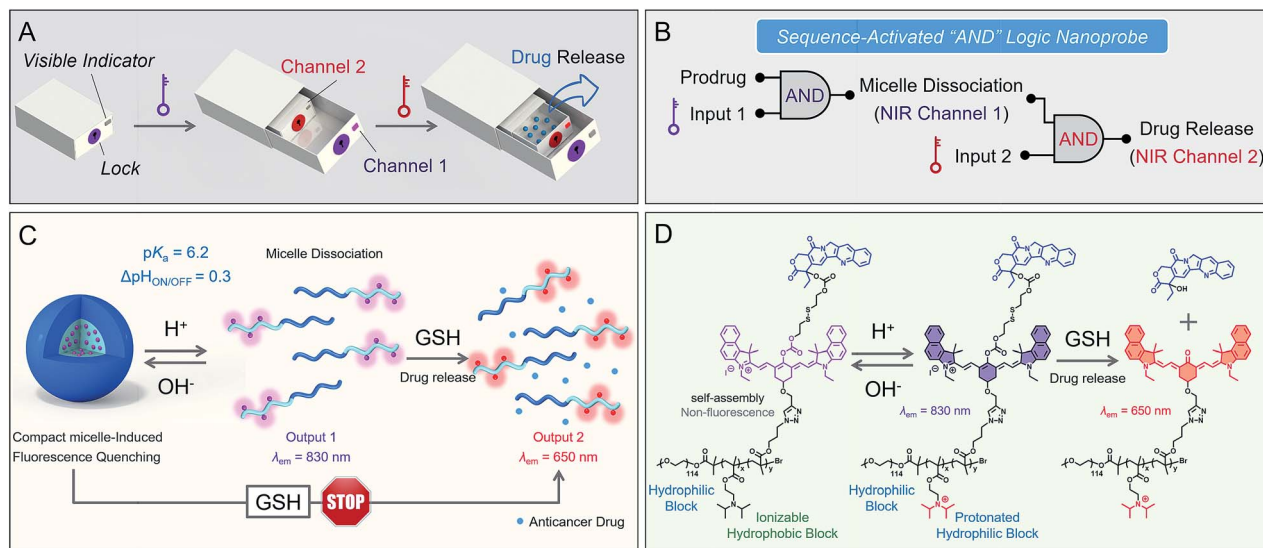 A
Visible Indicator
Lock
Channel 2
Channel 1
Drug Release
B
Sequence-Activated “AND” Logic Nanoprobe
Prodrug
Input 1
AND
Micelle Dissociation
(NIR Channel 1)
Input 2
AND
Drug Release
(NIR Channel 2)
C
pKa = 6.2
ΔpHON/OFF = 0.3
Micelle Dissociation
H+
OH-
GSH
Drug release
Compact micelle-Induced
Fluorescence Quenching
Output 1
λem = 830 nm
Output 2
λem = 650 nm
GSH
STOP
Anticancer Drug
D
O
N
O
O
N
O
O
O
S
S
O
O
O
N
N
I⊖
⊕
self-assembly
Non-fluorescence
O
N
N
N
O
O
O
114
O
x
y
Br
O
O
N
Hydrophilic
Block
Ionizable
Hydrophobic Block
H+
OH-
O
N
O
O
N
O
O
O
S
S
O
O
O
N
N
I⊖
⊕
λem = 830 nm
O
N
N
N
O
O
O
114
O
x
y
Br
O
O
N
⊕
Hydrophilic
Block
Protonated
Hydrophilic Block
GSH
Drug release
O
N
O
O
N
OH
+
O
N
N
λem = 650 nm
O
N
N
N
O
O
O
114
O
x
y
Br
O
O
N
⊕